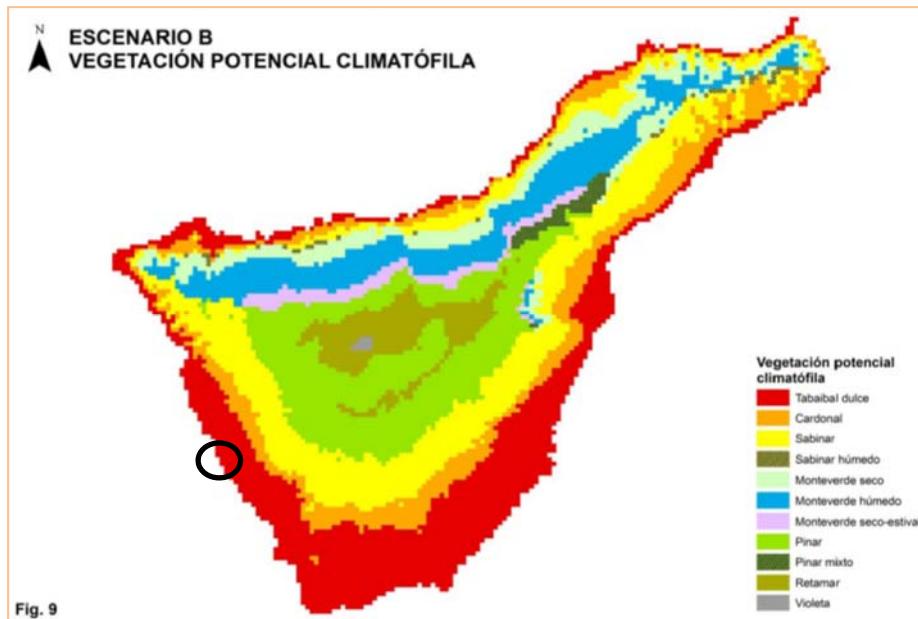 N
ESCENARIO B
VEGETACIÓN POTENCIAL CLIMATÓFILA
Vegetación potencial
climatófila
Tabaibal dulce
Cardonal
Sabinar
Sabinar húmedo
Monteverde seco
Monteverde húmedo
Monteverde seco-estiva
Pinar
Pinar mixto
Retamar
Violeta
Fig. 9